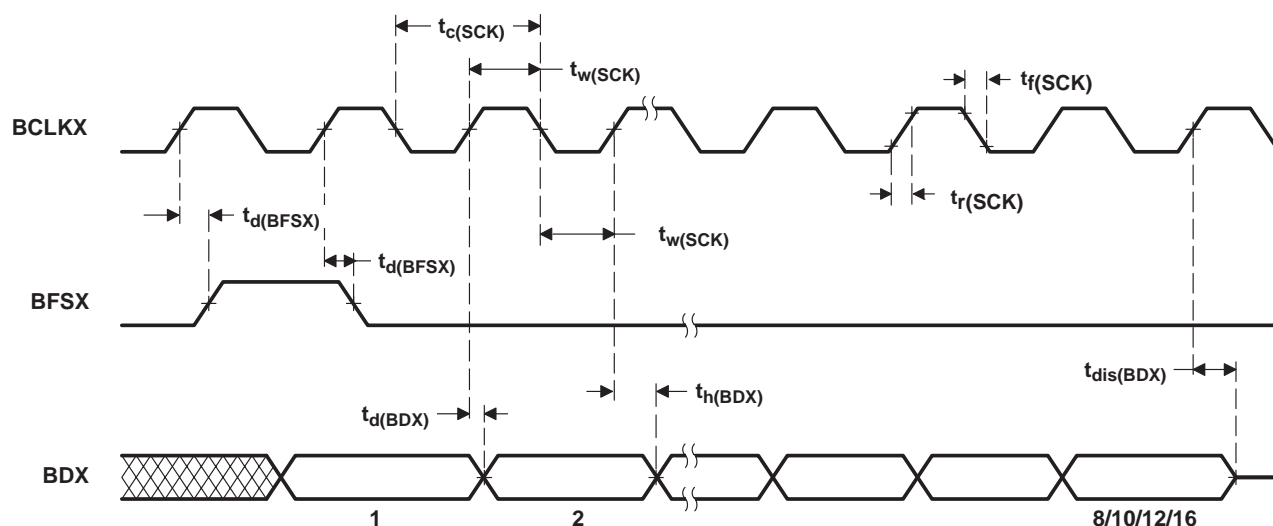 tc(SCK)
tw(SCK)
tf(SCK)
BCLKX
tr(SCK)
td(BFSX)
tw(SCK)
td(BFSX)
BFSX
tdis(BDX)
th(BDX)
td(BDX)
BDX
1 2 8/10/12/16